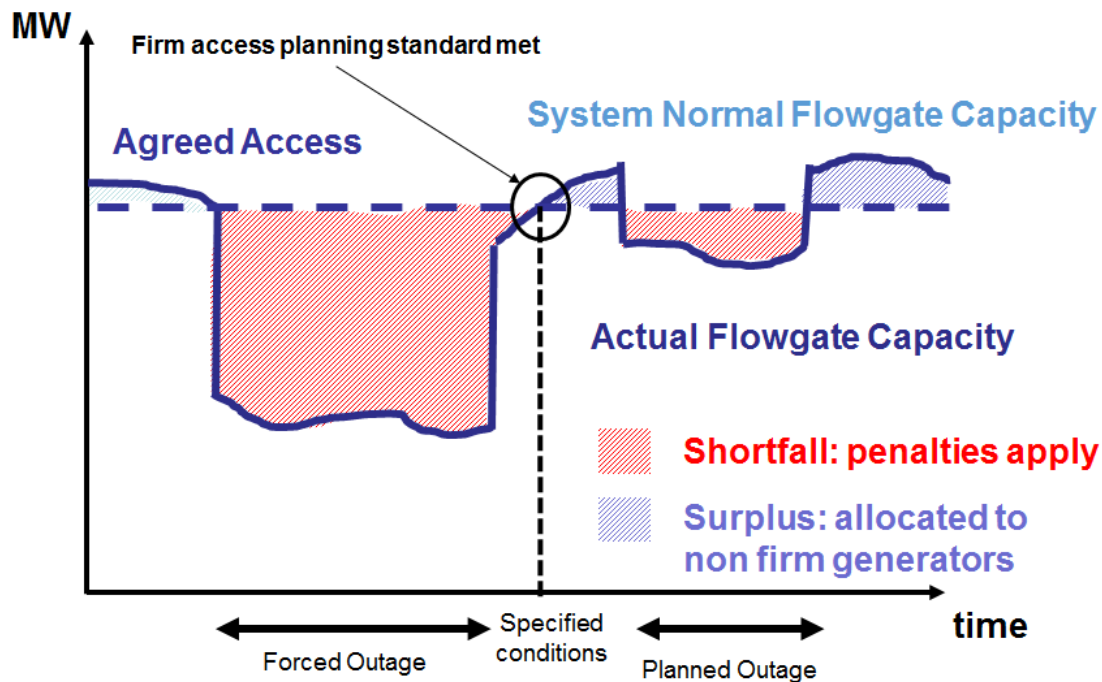 MW
Firm access planning standard met
System Normal Flowgate Capacity
Agreed Access
Actual Flowgate Capacity
Shortfall: penalties apply
Surplus: allocated to
non firm generators
time
Forced Outage
Specified
conditions
Planned Outage